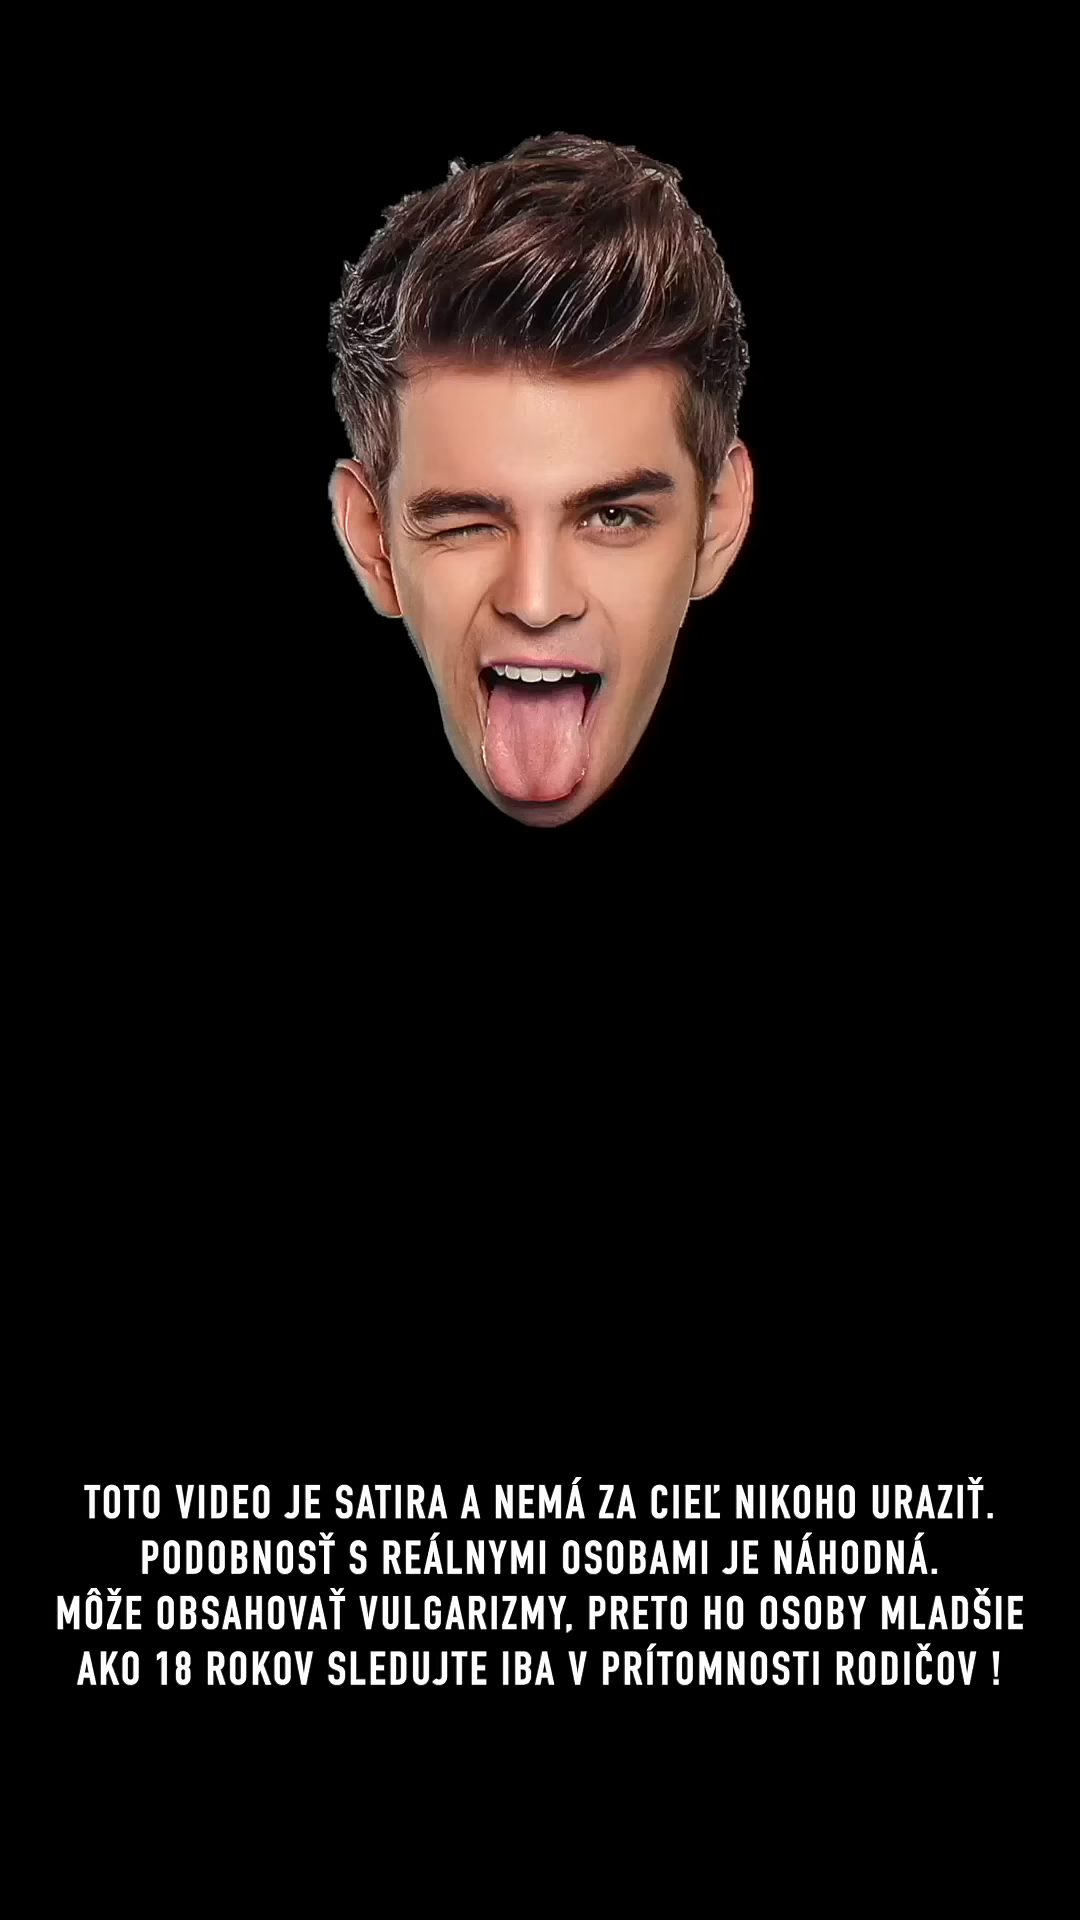 TOTO VIDEO JE SATIRA A NEMÁ ZA CIEĽ NIKOHO URAZIŤ.
PODOBNOSŤ S REÁLNYMI OSOBAMI JE NÁHODNÁ.
MÔŽE OBSAHOVAŤ VULGARIZMY, PRETO HO OSOBY MLADŠIE
AKO 18 ROKOV SLEDUJTE IBA V PRÍTOMNOSTI RODIČOV !